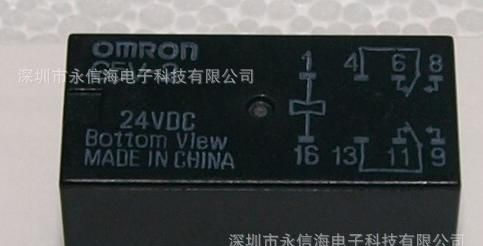 omron
深圳市永信海电子科技有限公司
24VDC
Bottom View
MADE IN CHINA
1 4 6 8
16 13 11 9
深圳市永信海电子科技有限公司